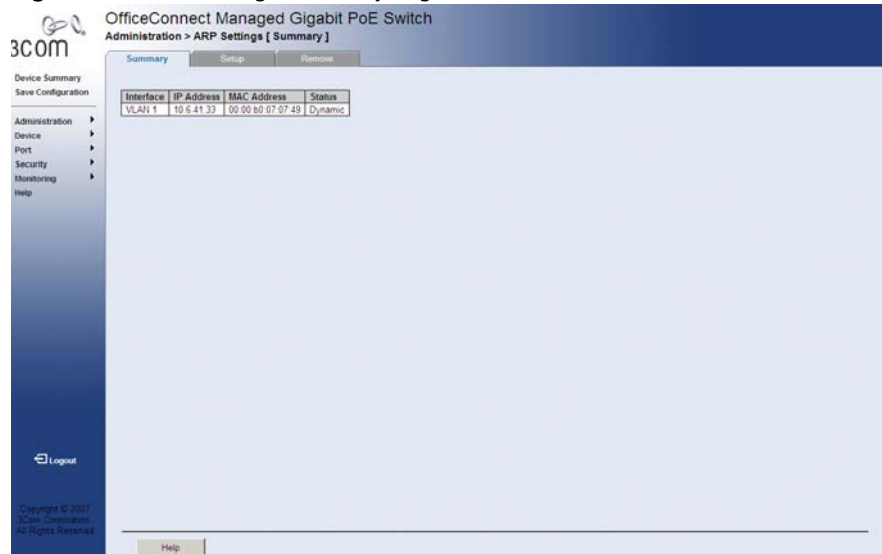 OfficeConnect Managed Gigabit PoE Switch
Administration > ARP Settings [ Summary ]
3COM
Summary Setup Remove
Device Summary
Save Configuration
Interface IP Address MAC Address Status
VLAN 1 10.6.41.33 00:00:b0:07:07:49 Dynamic
Administration
Device
Port
Security
Monitoring
Help
Logout
Copyright © 2007
3Com Corporation.
All Rights Reserved.
Help